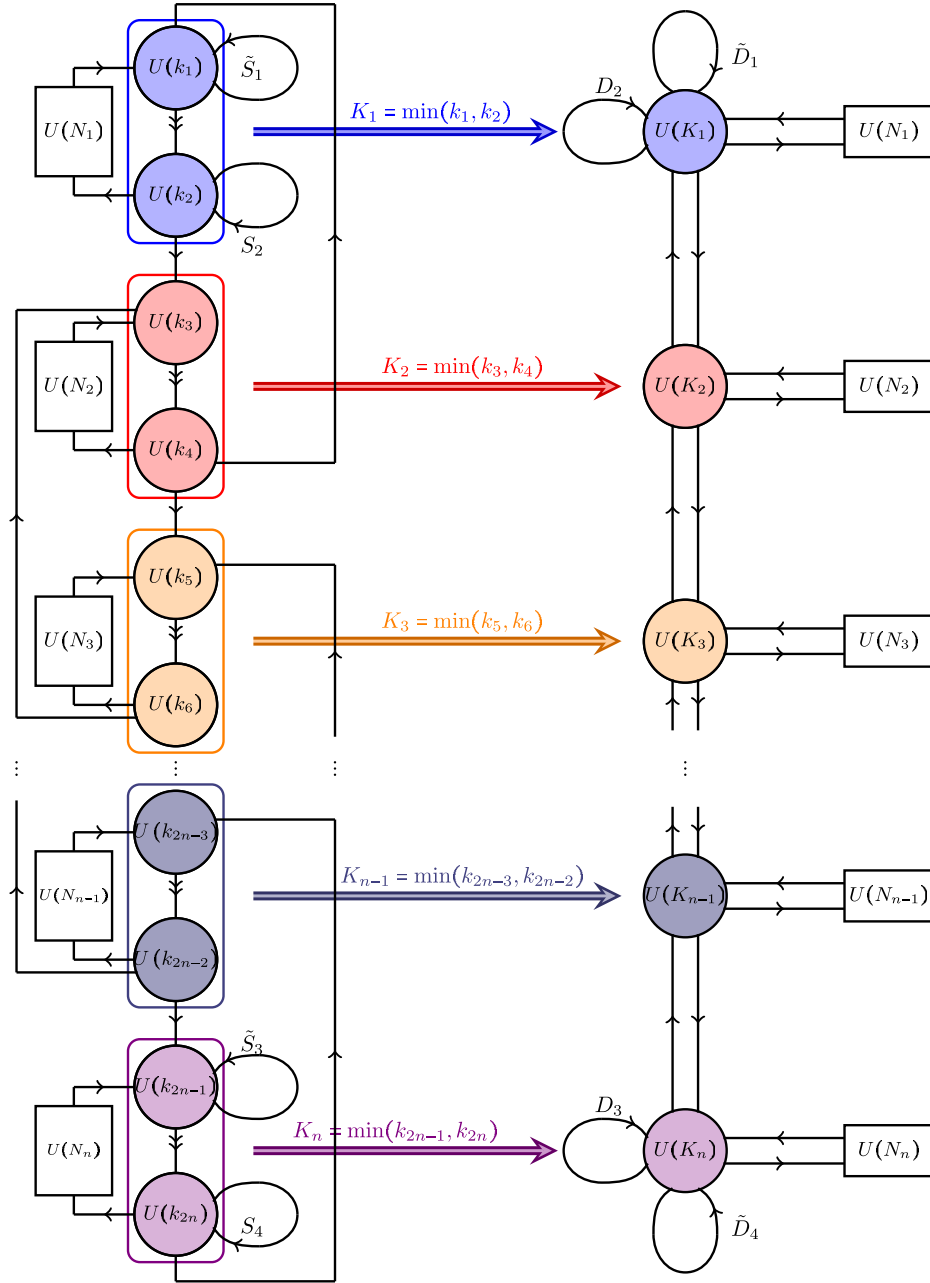 U(k₁)
S̃₁
U(N₁)
U(k₂)
S₂
K₁ = min(k₁, k₂)
D₂
D̃₁
U(K₁)
U(N₁)
U(k₃)
U(N₂)
U(k₄)
K₂ = min(k₃, k₄)
U(K₂)
U(N₂)
U(k₅)
U(N₃)
U(k₆)
K₃ = min(k₅, k₆)
U(K₃)
U(N₃)
⋮ ⋮ ⋮ ⋮
U(k₂ₙ₋₃)
U(Nₙ₋₁)
U(k₂ₙ₋₂)
Kₙ₋₁ = min(k₂ₙ₋₃, k₂ₙ₋₂)
U(Kₙ₋₁)
U(Nₙ₋₁)
S̃₃
U(k₂ₙ₋₁)
U(Nₙ)
U(k₂ₙ)
S₄
Kₙ = min(k₂ₙ₋₁, k₂ₙ)
D₃
U(Kₙ)
U(Nₙ)
D̃₄